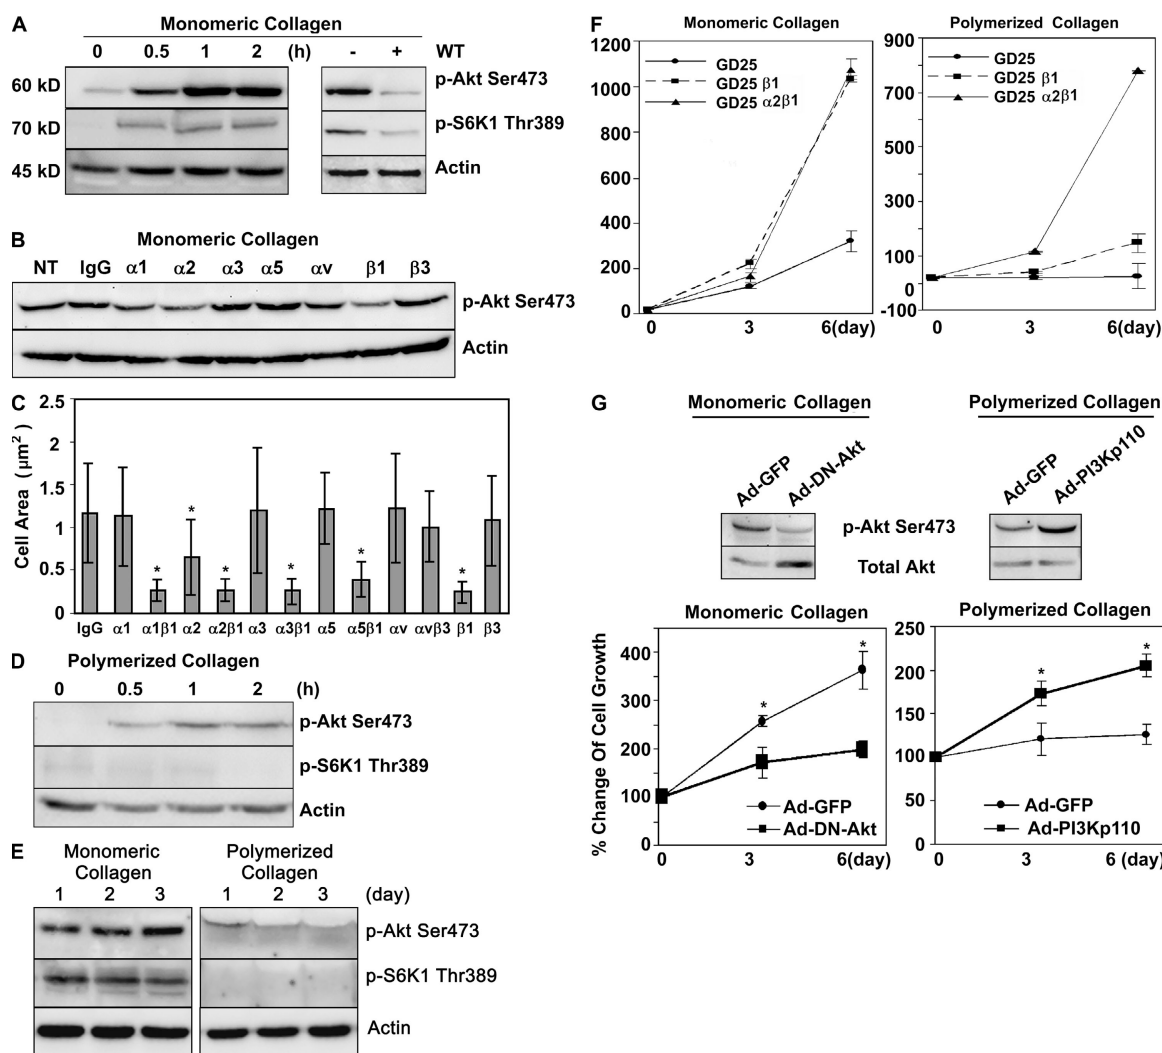 A
Monomeric Collagen
0 0.5 1 2 (h) - + WT
60 kD
p-Akt Ser473
70 kD
p-S6K1 Thr389
45 kD
Actin
B
Monomeric Collagen
NT IgG α1 α2 α3 α5 αv β1 β3
p-Akt Ser473
Actin
C
2.5
2
1.5
1
0.5
0
Cell Area (μm²)
* * * * * *
IgG α1 α1β1 α2 α2β1 α3 α3β1 α5 α5β1 αv αvβ3 β1 β3
D
Polymerized Collagen
0 0.5 1 2 (h)
p-Akt Ser473
p-S6K1 Thr389
Actin
E
Monomeric
Collagen
Polymerized
Collagen
1 2 3 1 2 3 (day)
p-Akt Ser473
p-S6K1 Thr389
Actin
F
Monomeric Collagen
1200
1000
800
600
400
200
0
GD25
GD25 β1
GD25 α2β1
0 3 6(day)
Polymerized Collagen
900
700
500
300
100
0
-100
GD25
GD25 β1
GD25 α2β1
0 3 6(day)
G
Monomeric Collagen
Polymerized Collagen
Ad-GFP
Ad-DN-Akt
Ad-GFP
Ad-PI3Kp110
p-Akt Ser473
Total Akt
Monomeric Collagen
% Change Of Cell Growth
400
300
200
100
0
* *
Ad-GFP
Ad-DN-Akt
0 3 6(day)
Polymerized Collagen
250
200
150
100
50
0
* *
Ad-GFP
Ad-PI3Kp110
0 3 6 (day)